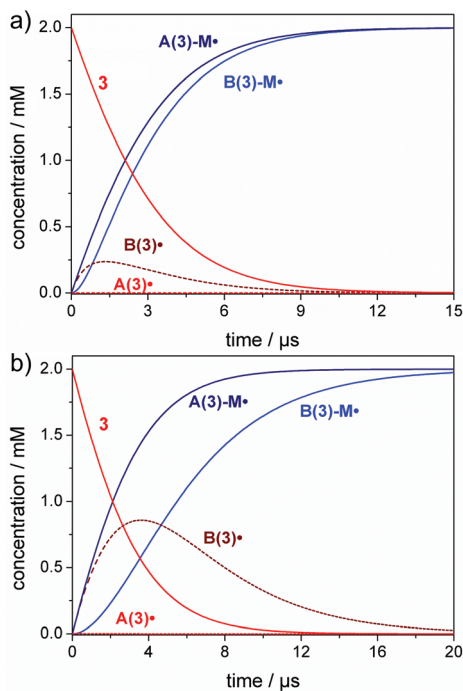 a)
2.0
A(3)-M•
B(3)-M•
3
1.5
concentration / mM
1.0
0.5
B(3)•
A(3)•
0.0
0 3 6 9 12 15
time / µs
b)
2.0
3
A(3)-M•
B(3)-M•
1.5
concentration / mM
1.0
B(3)•
0.5
A(3)•
0.0
0 4 8 12 16 20
time / µs